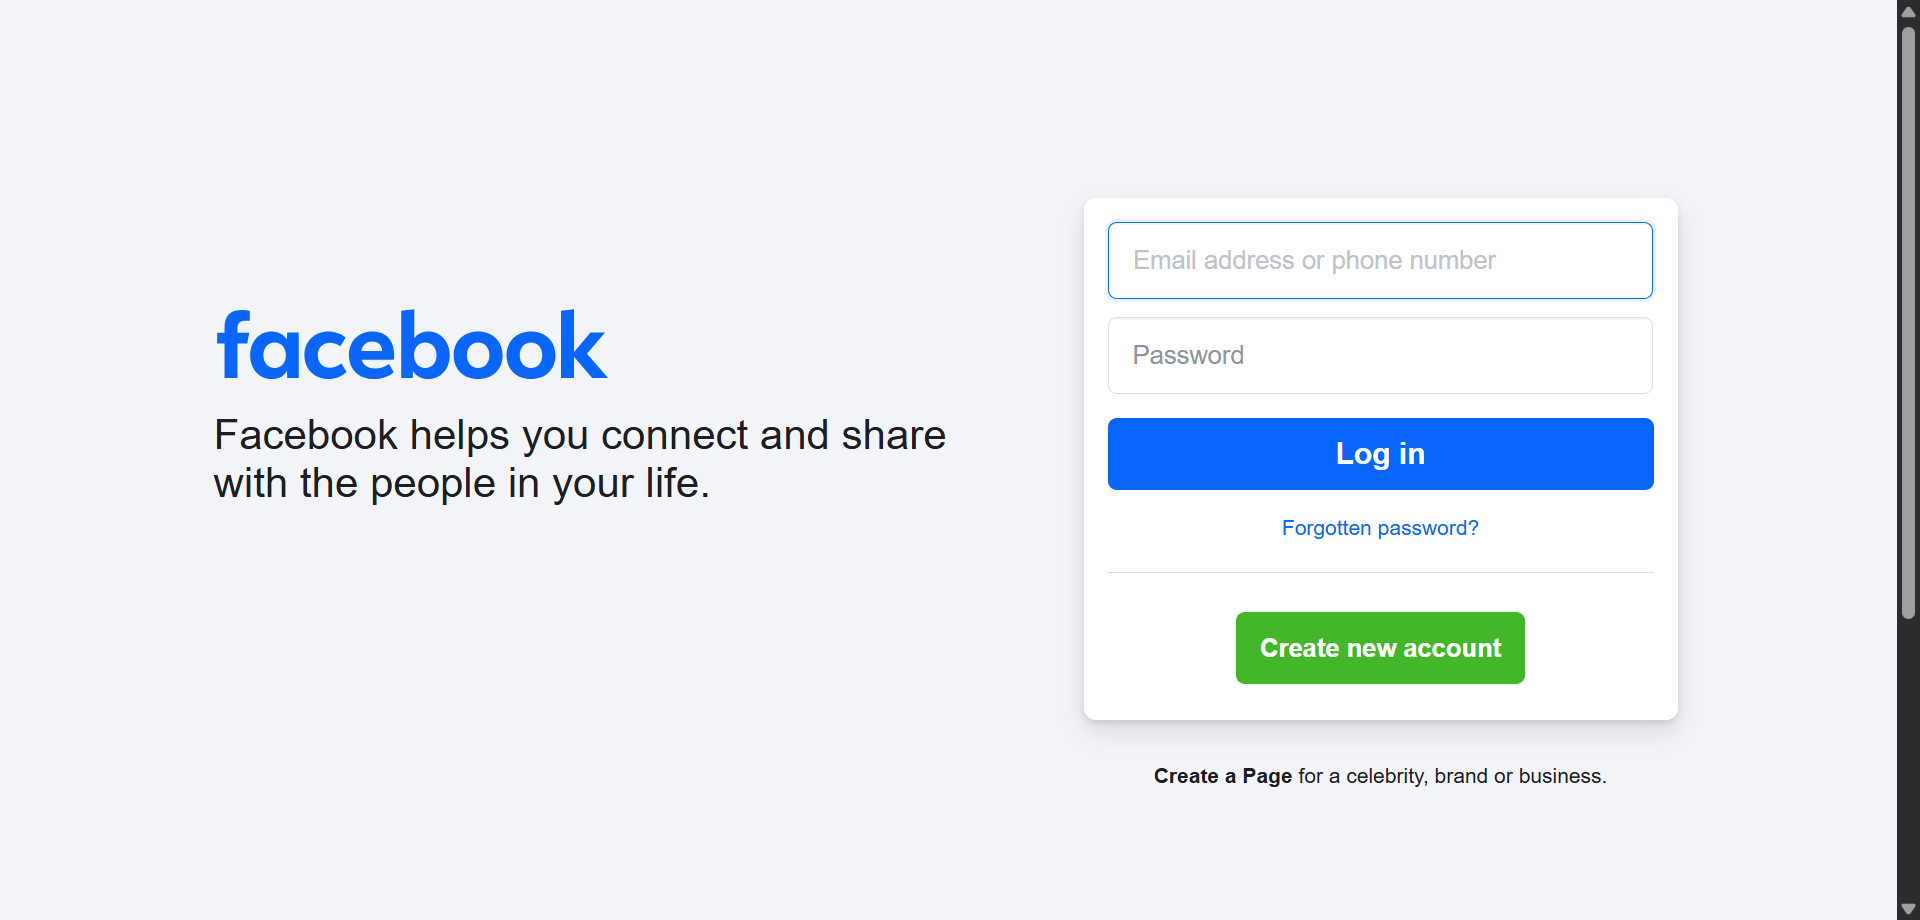 facebook
Facebook helps you connect and share
with the people in your life.
Email address or phone number
Password
Log in
Forgotten password?
Create new account
Create a Page for a celebrity, brand or business.